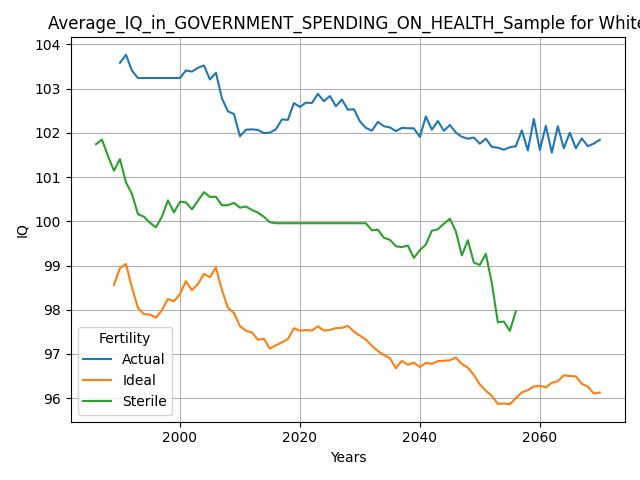 Average_IQ_in_GOVERNMENT_SPENDING_ON_HEALTH_Sample for White
104
103
102
101
100
99
98
97
96
IQ
Fertility
Actual
Ideal
Sterile
2000 2020 2040 2060
Years